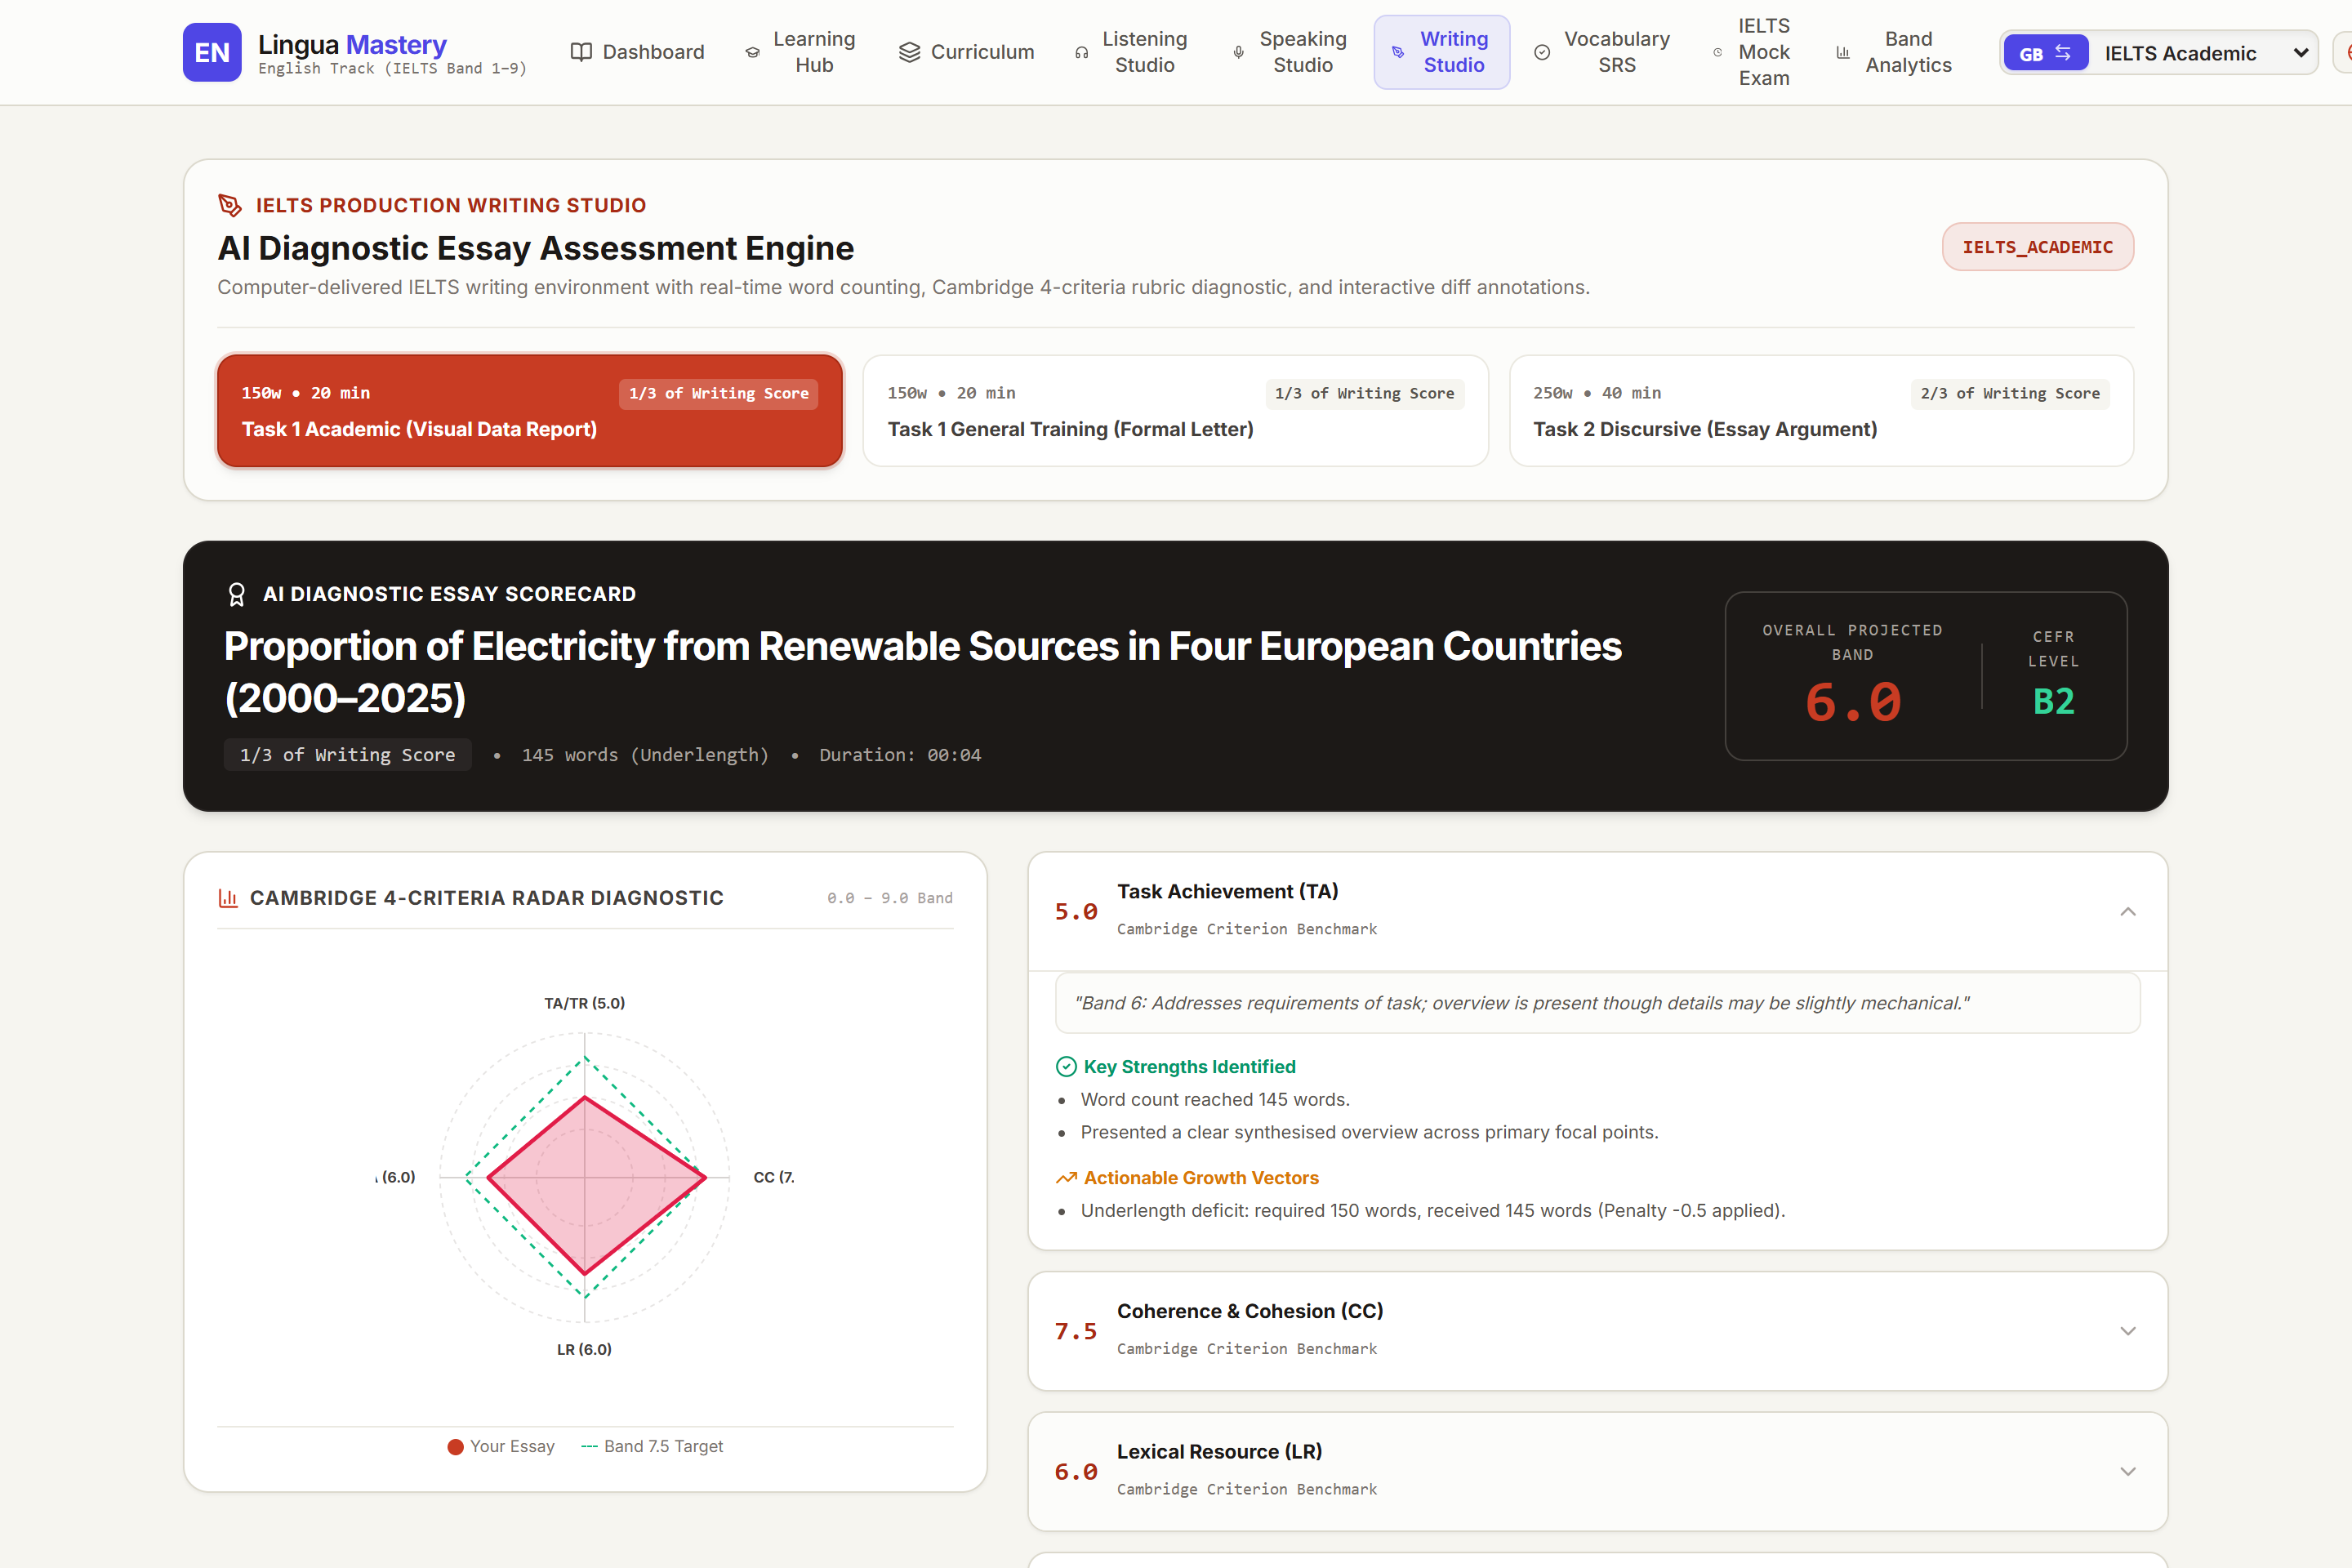 EN
Lingua Mastery
English Track (IELTS Band 1–9)
Dashboard
Learning
Hub
Curriculum
Listening
Studio
Speaking
Studio
Writing
Studio
Vocabulary
SRS
IELTS
Mock
Exam
Band
Analytics
GB
IELTS Academic
IELTS PRODUCTION WRITING STUDIO
AI Diagnostic Essay Assessment Engine
Computer-delivered IELTS writing environment with real-time word counting, Cambridge 4-criteria rubric diagnostic, and interactive diff annotations.
IELTS_ACADEMIC
150w • 20 min
1/3 of Writing Score
Task 1 Academic (Visual Data Report)
150w • 20 min
1/3 of Writing Score
Task 1 General Training (Formal Letter)
250w • 40 min
2/3 of Writing Score
Task 2 Discursive (Essay Argument)
AI DIAGNOSTIC ESSAY SCORECARD
Proportion of Electricity from Renewable Sources in Four European Countries
(2000–2025)
1/3 of Writing Score • 145 words (Underlength) • Duration: 00:04
OVERALL PROJECTED
BAND
6.0
CEFR
LEVEL
B2
CAMBRIDGE 4-CRITERIA RADAR DIAGNOSTIC
0.0 – 9.0 Band
TA/TR (5.0)
(6.0)
CC (7.
LR (6.0)
Your Essay
Band 7.5 Target
5.0
Task Achievement (TA)
Cambridge Criterion Benchmark
"Band 6: Addresses requirements of task; overview is present though details may be slightly mechanical."
Key Strengths Identified
• Word count reached 145 words.
• Presented a clear synthesised overview across primary focal points.
Actionable Growth Vectors
• Underlength deficit: required 150 words, received 145 words (Penalty -0.5 applied).
7.5
Coherence & Cohesion (CC)
Cambridge Criterion Benchmark
6.0
Lexical Resource (LR)
Cambridge Criterion Benchmark